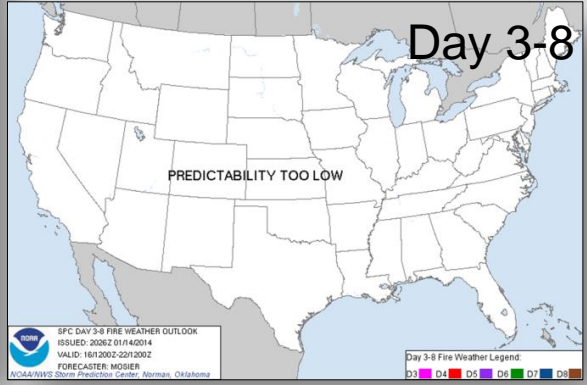 Day 3-8
PREDICTABILITY TOO LOW
noaa
SPC DAY 3-8 FIRE WEATHER OUTLOOK
ISSUED: 2026Z 01/14/2014
VALID: 16/1200Z-22/1200Z
FORECASTER: MOSIER
NOAA/NWS Storm Prediction Center, Norman, Oklahoma
Day 3-8 Fire Weather Legend:
D3 D4 D5 D6 D7 D8